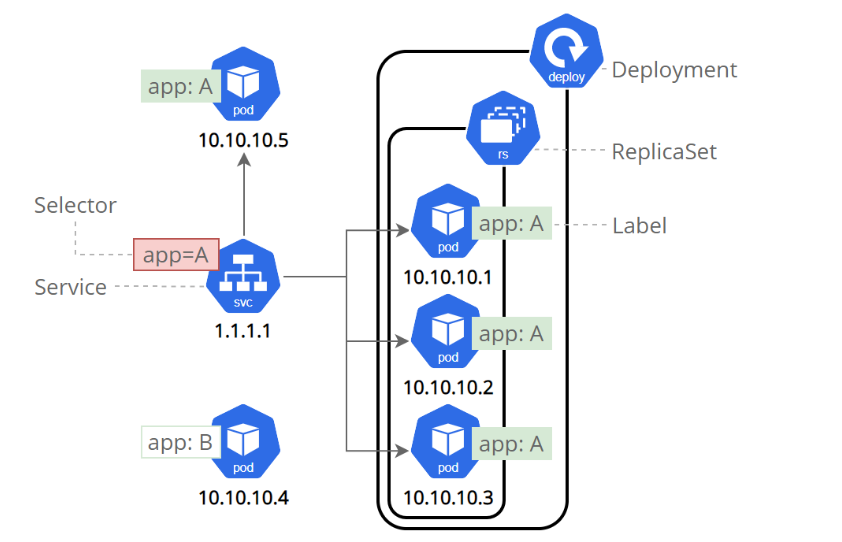 deploy
Deployment
app: A
pod
10.10.10.5
rs
ReplicaSet
Selector
app=A
Service
svc
1.1.1.1
pod
app: A
Label
10.10.10.1
pod
app: A
10.10.10.2
app: B
pod
10.10.10.4
pod
app: A
10.10.10.3